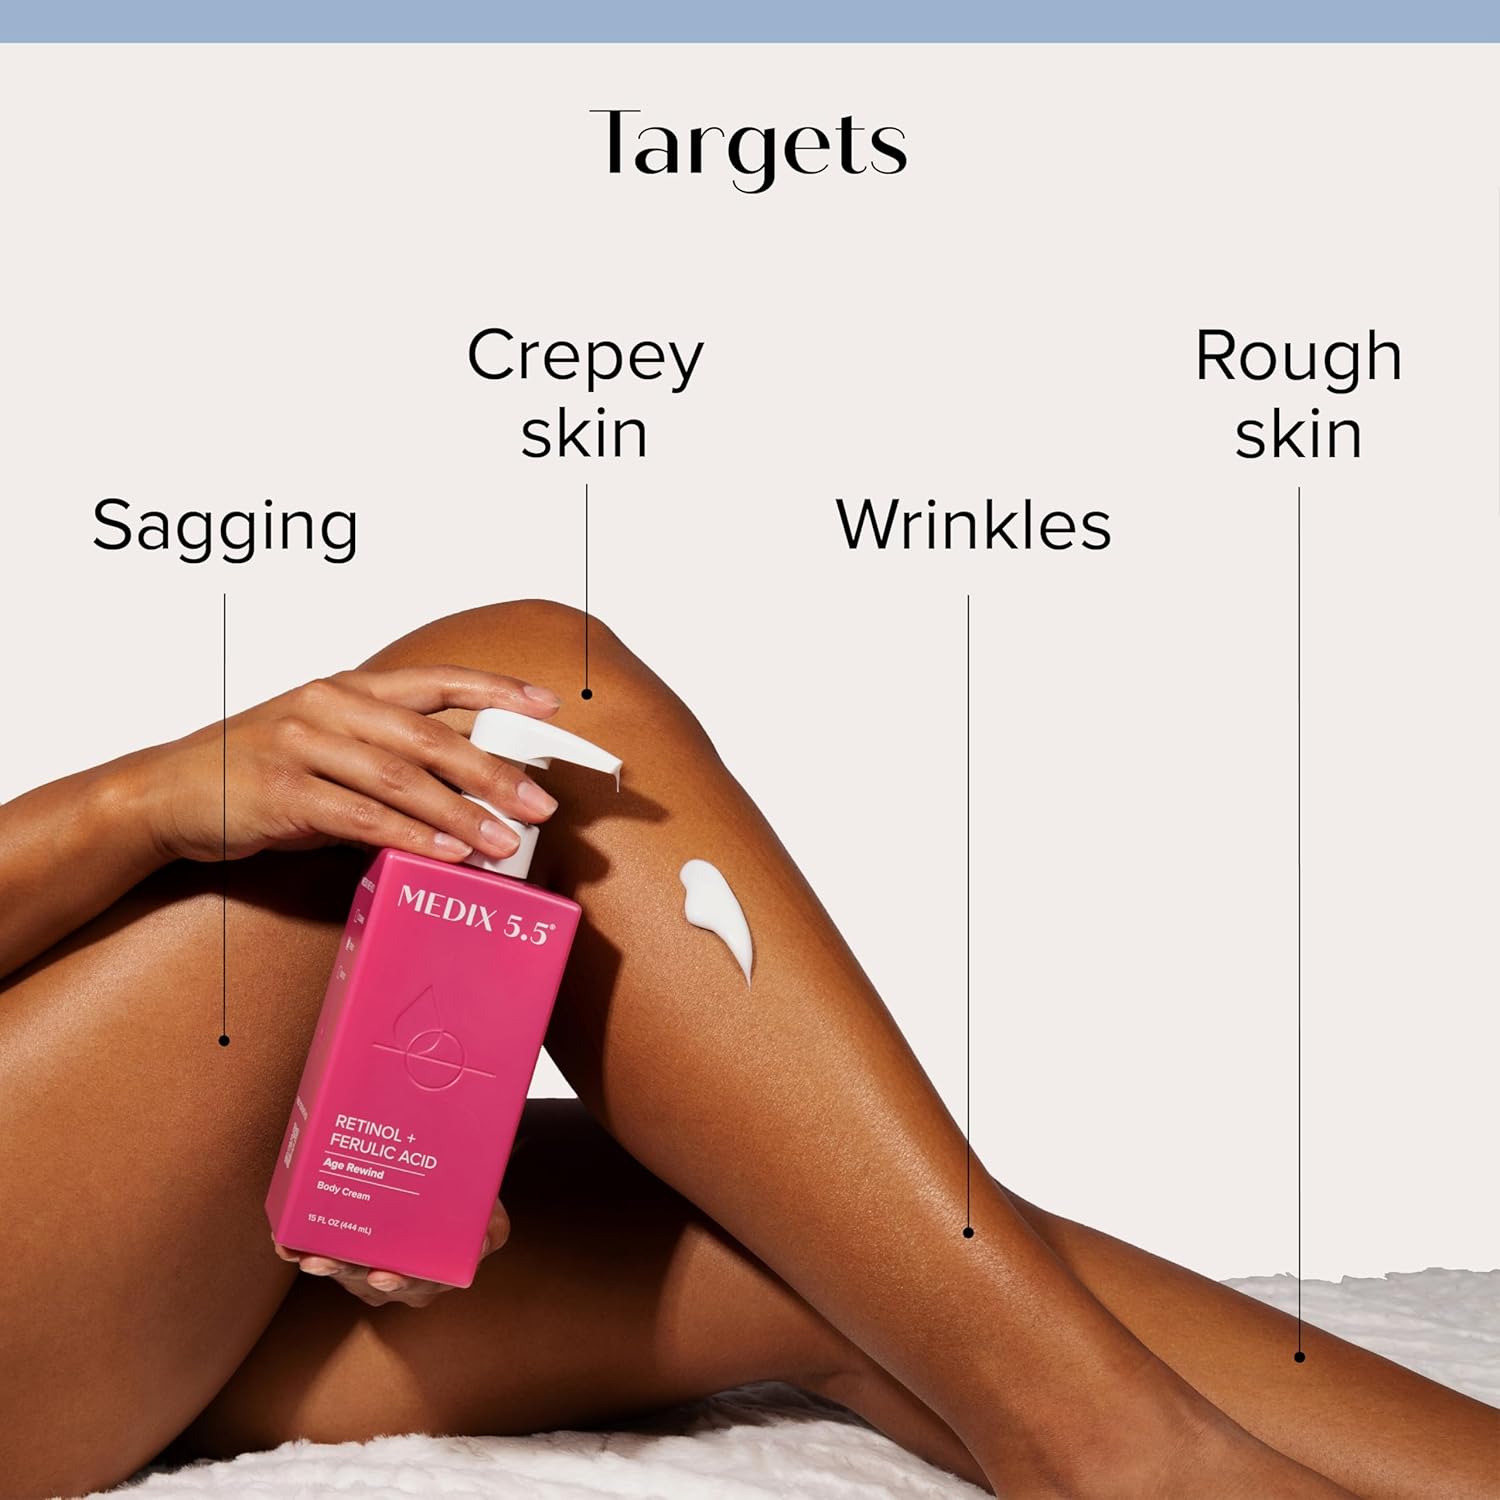 Targets
Crepey
skin
Rough
skin
Sagging
Wrinkles
MEDIX 5.5®
RETINOL +
FERULIC ACID
Age Rewind
Body Cream
15 FL OZ (444 mL)